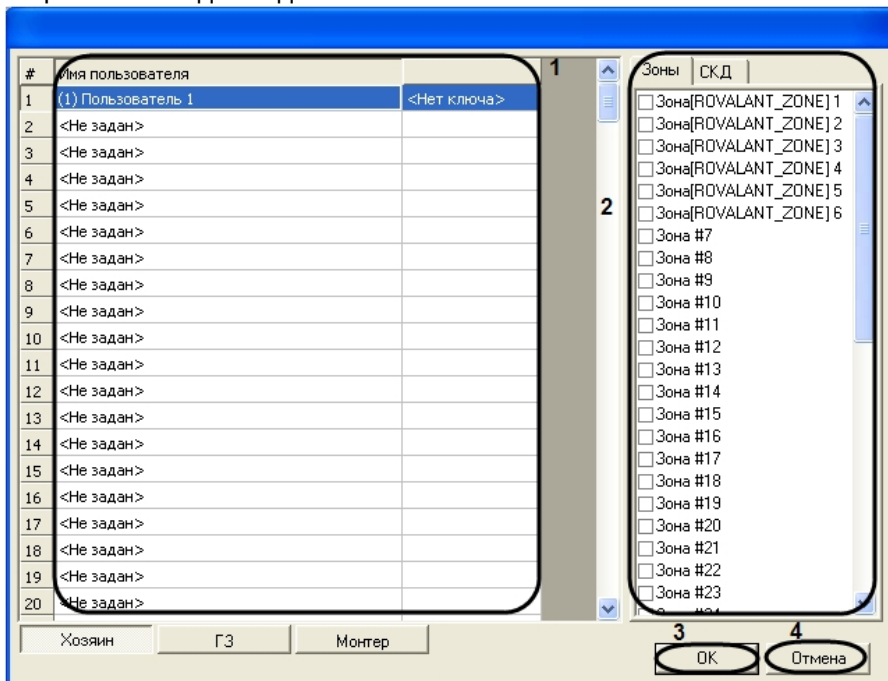 # Имя пользователя 1
1 (1) Пользователь 1 <Нет ключа>
2 <Не задан>
3 <Не задан>
4 <Не задан>
5 <Не задан>
6 <Не задан>
7 <Не задан>
8 <Не задан>
9 <Не задан>
10 <Не задан>
11 <Не задан>
12 <Не задан>
13 <Не задан>
14 <Не задан>
15 <Не задан>
16 <Не задан>
17 <Не задан>
18 <Не задан>
19 <Не задан>
20 <Не задан>
Хозяин ГЗ Монтер
2
Зоны СКД
Зона[ROVALANT_ZONE] 1
Зона[ROVALANT_ZONE] 2
Зона[ROVALANT_ZONE] 3
Зона[ROVALANT_ZONE] 4
Зона[ROVALANT_ZONE] 5
Зона[ROVALANT_ZONE] 6
Зона #7
Зона #8
Зона #9
Зона #10
Зона #11
Зона #12
Зона #13
Зона #14
Зона #15
Зона #16
Зона #17
Зона #18
Зона #19
Зона #20
Зона #21
Зона #22
Зона #23
3 4
OK Отмена